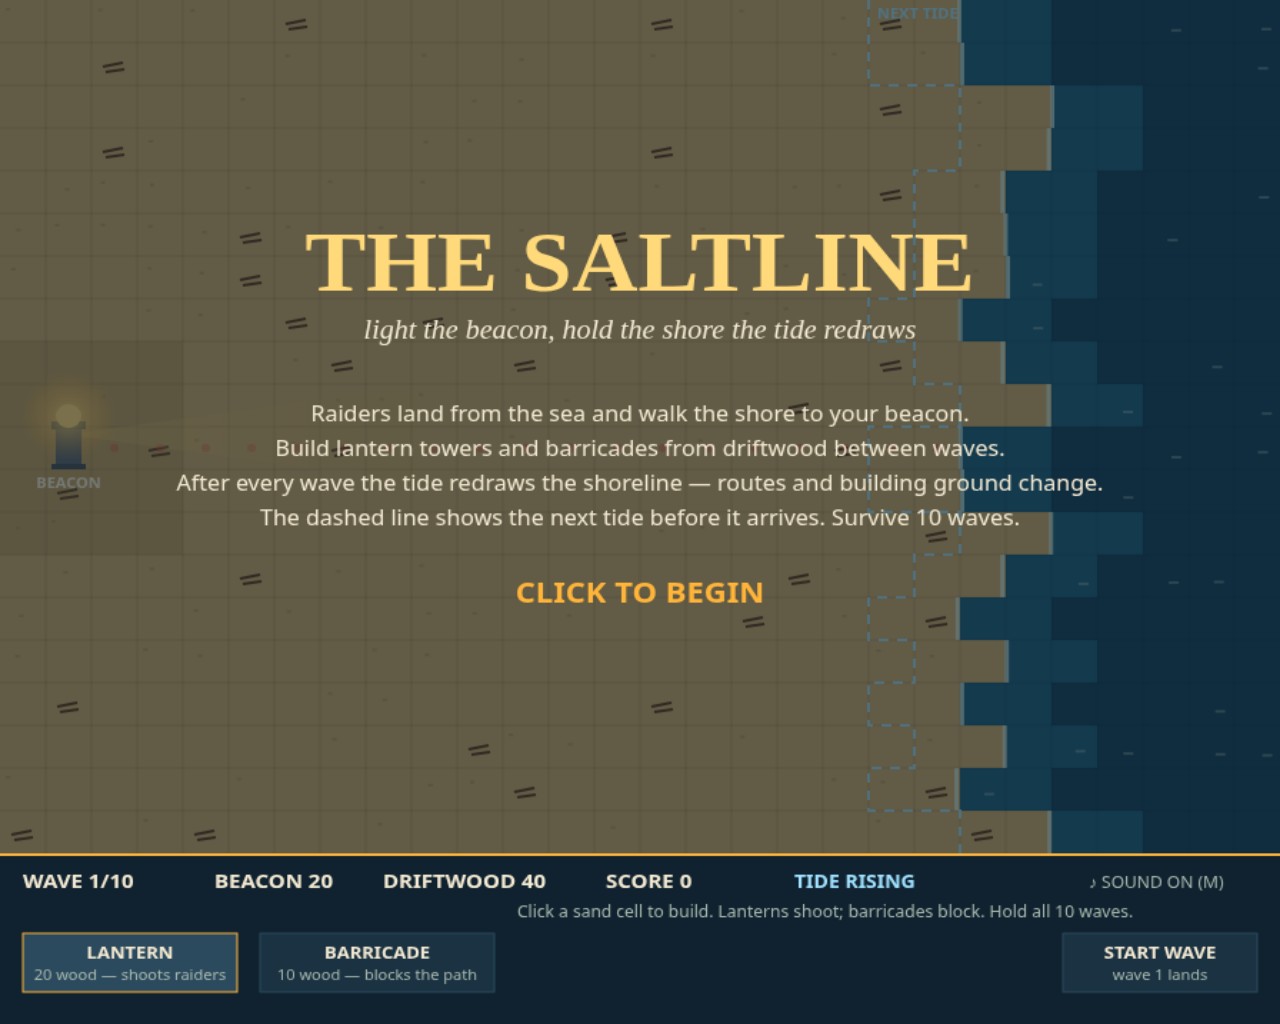 NEXT TIDE
THE SALTLINE
light the beacon, hold the shore the tide redraws
Raiders land from the sea and walk the shore to your beacon.
Build lantern towers and barricades from driftwood between waves.
After every wave the tide redraws the shoreline — routes and building ground change.
The dashed line shows the next tide before it arrives. Survive 10 waves.
BEACON
CLICK TO BEGIN
WAVE 1/10 BEACON 20 DRIFTWOOD 40 SCORE 0 TIDE RISING ♪ SOUND ON (M)
Click a sand cell to build. Lanterns shoot; barricades block. Hold all 10 waves.
LANTERN
20 wood — shoots raiders
BARRICADE
10 wood — blocks the path
START WAVE
wave 1 lands